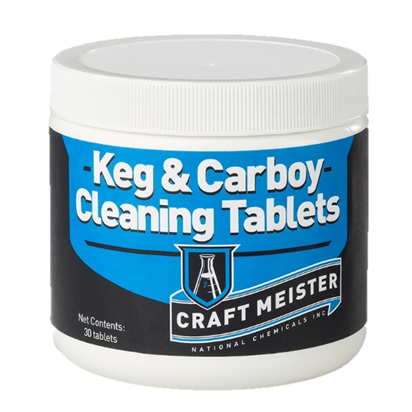 Keg & Carboy
Cleaning Tablets
CRAFT MEISTER
NATIONAL CHEMICALS INC
Net Contents:
30 tablets